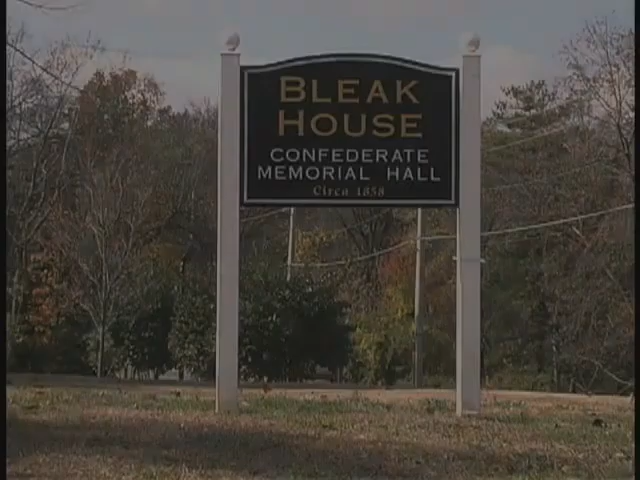 BLEAK
HOUSE
CONFEDERATE
MEMORIAL HALL
Circa 1858